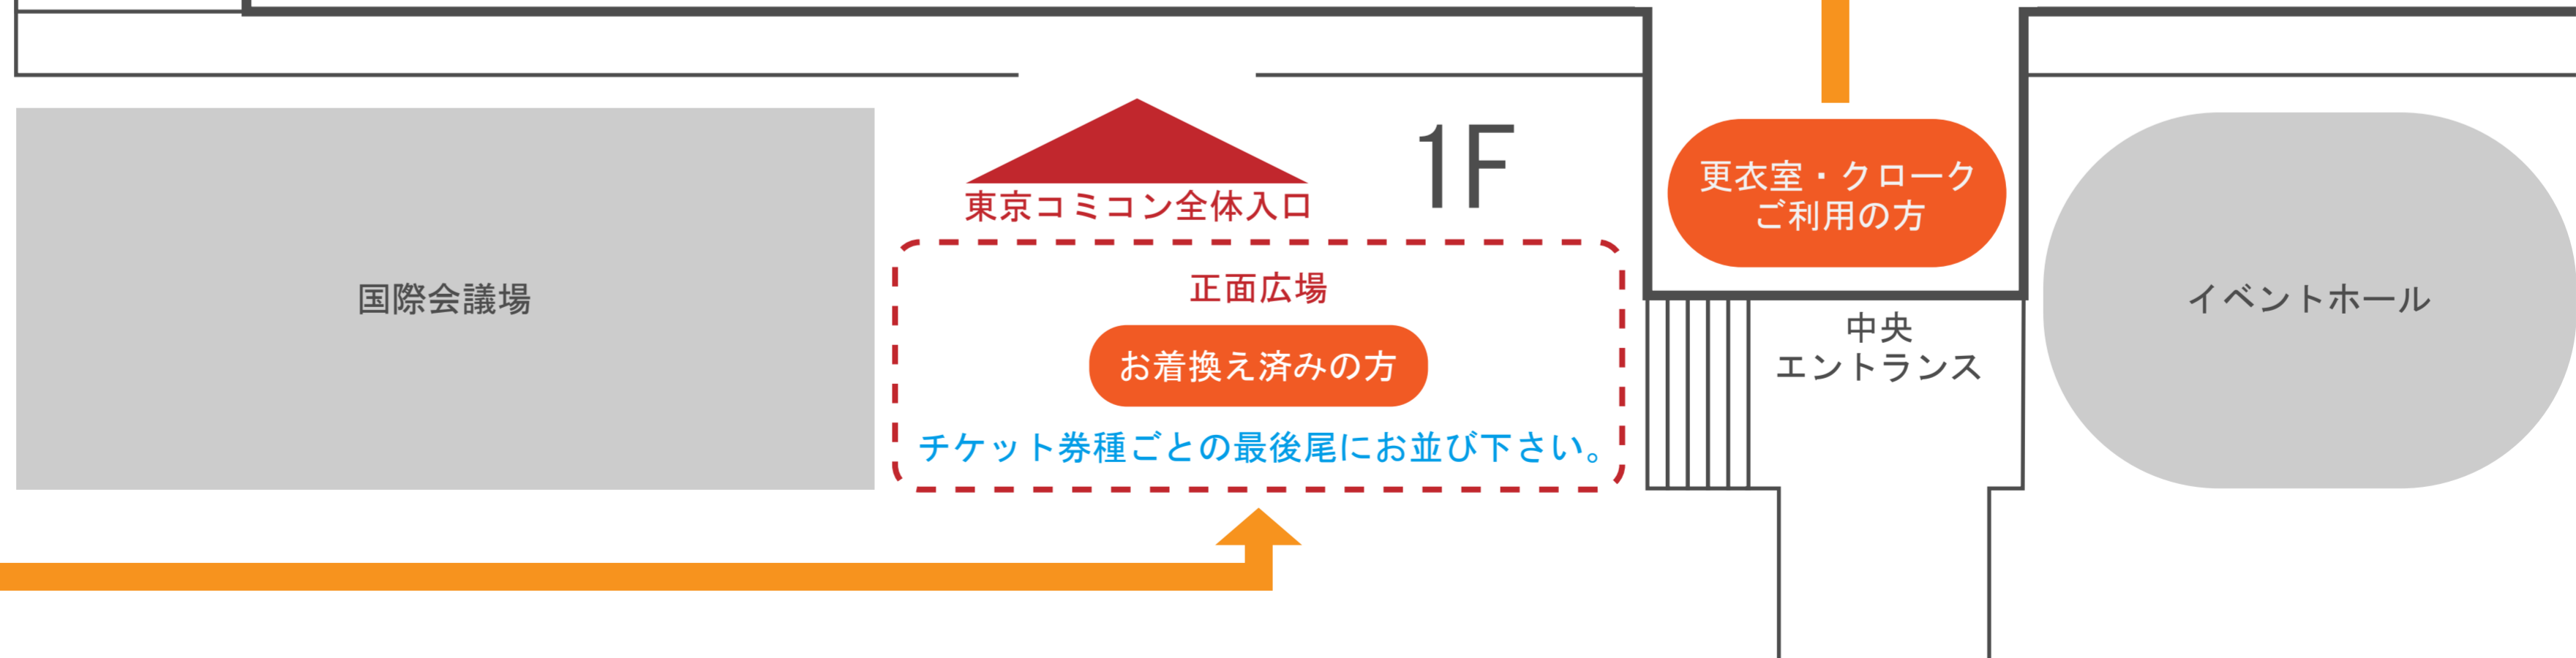 1F
東京コミコン全体入口
更衣室・クローク
ご利用の方
国際会議場
正面広場
お着換え済みの方
チケット券種ごとの最後尾にお並び下さい。
中央
エントランス
イベントホール